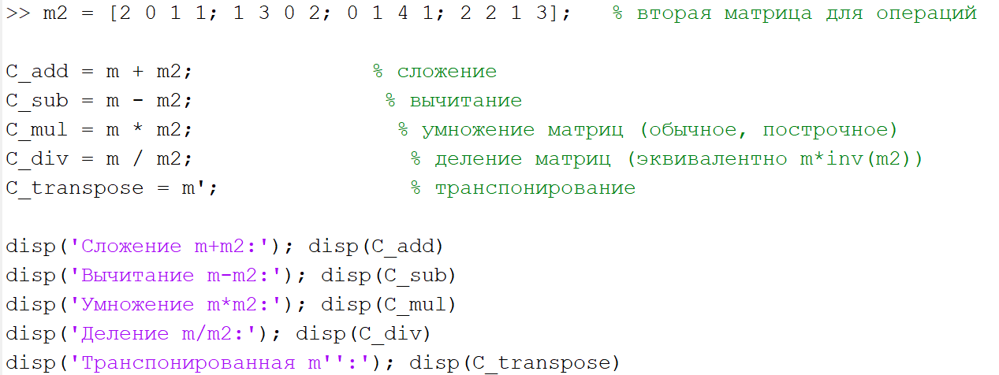 >> m2 = [2 0 1 1; 1 3 0 2; 0 1 4 1; 2 2 1 3];   % вторая матрица для операций
C_add = m + m2;              % сложение
C_sub = m - m2;               % вычитание
C_mul = m * m2;                % умножение матриц (обычное, построчное)
C_div = m / m2;                 % деление матриц (эквивалентно m*inv(m2))
C_transpose = m';               % транспонирование
disp('Сложение m+m2:'); disp(C_add)
disp('Вычитание m-m2:'); disp(C_sub)
disp('Умножение m*m2:'); disp(C_mul)
disp('Деление m/m2:'); disp(C_div)
disp('Транспонированная m'':'); disp(C_transpose)